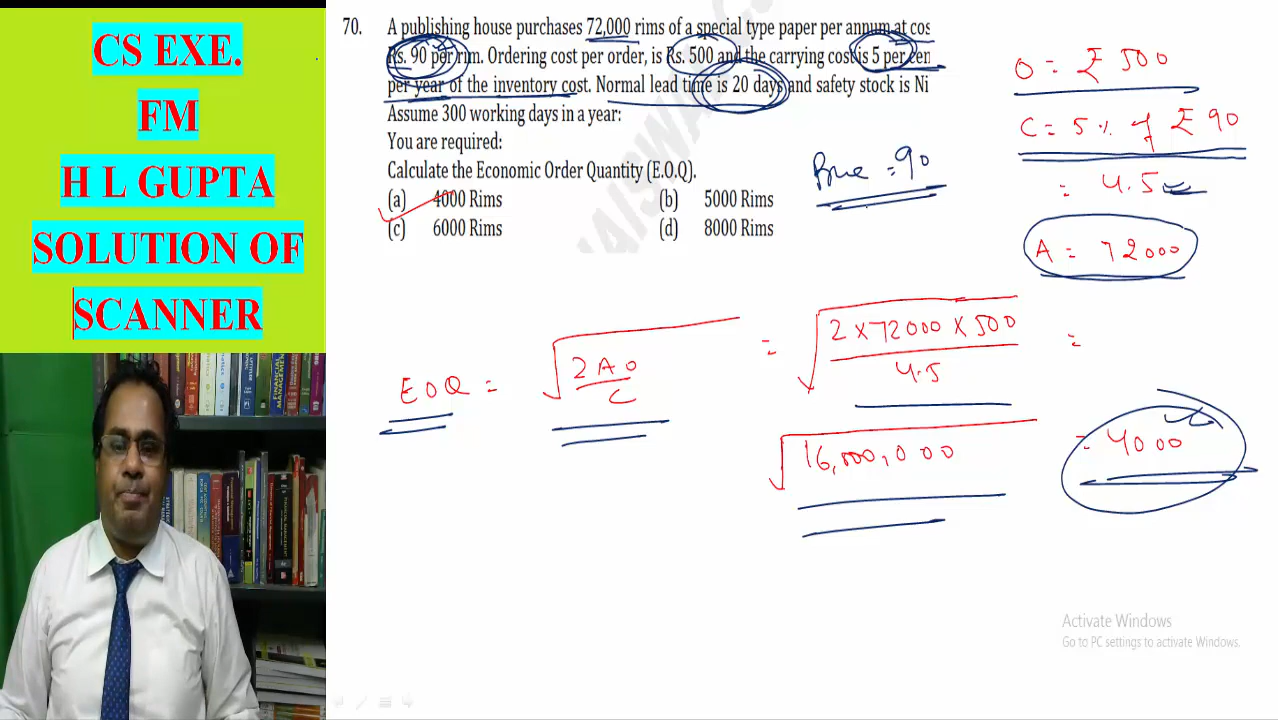 CS EXE.
FM
H L GUPTA
SOLUTION OF
SCANNER
70. A publishing house purchases 72,000 rims of a special type paper per annum at cos
Rs. 90 per rim. Ordering cost per order, is Rs. 500 and the carrying cost is 5 per cen
per year of the inventory cost. Normal lead time is 20 days and safety stock is Ni
Assume 300 working days in a year:
You are required:
Calculate the Economic Order Quantity (E.O.Q).
(a) 4000 Rims (b) 5000 Rims
(c) 6000 Rims (d) 8000 Rims
= 90
O = ₹ 500
C = 5 % of ₹ 90
= 4.5
A = 72000
EOQ = √ 2AO / C = √ 2 × 72000 × 500 / 4.5 =
√ 16,000,000 = 4000
Activate Windows
Go to PC settings to activate Windows.